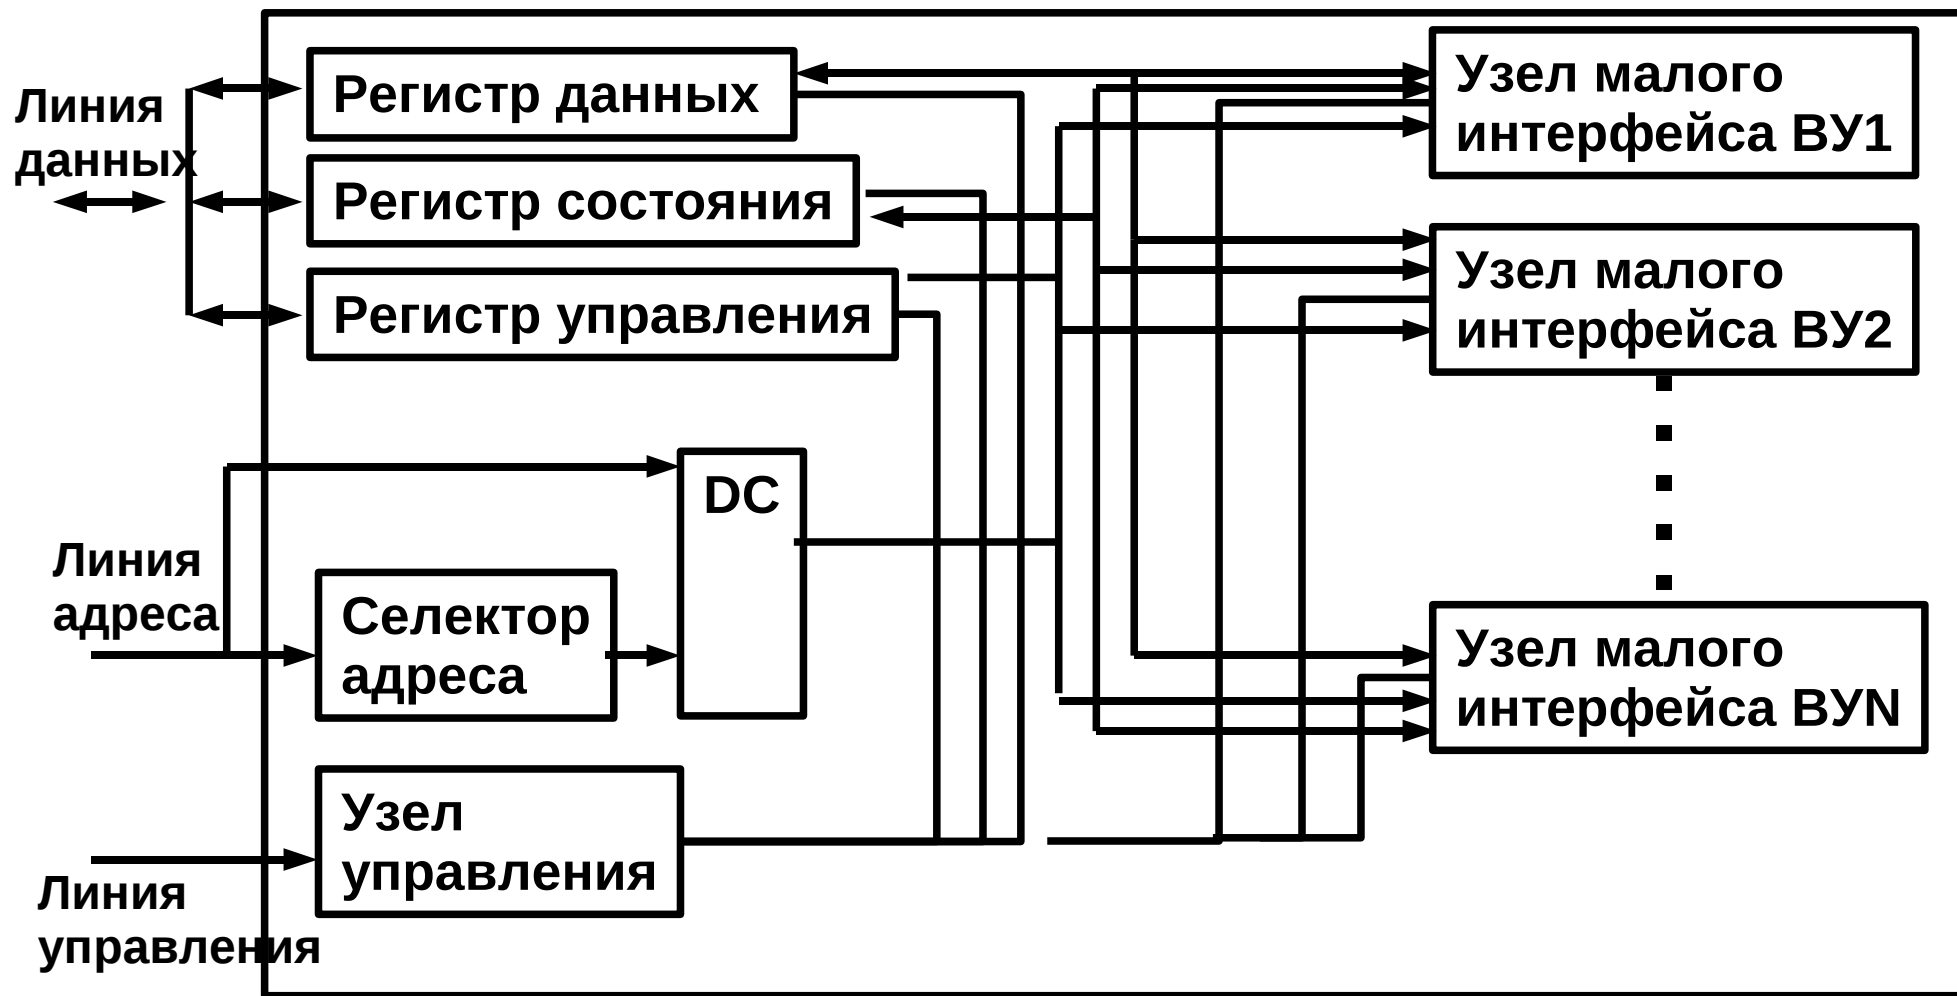 Линия
данных
Регистр данных
Регистр состояния
Регистр управления
Узел малого
интерфейса ВУ1
Узел малого
интерфейса ВУ2
DC
Линия
адреса
Селектор
адреса
Узел малого
интерфейса ВУN
Узел
управления
Линия
управления